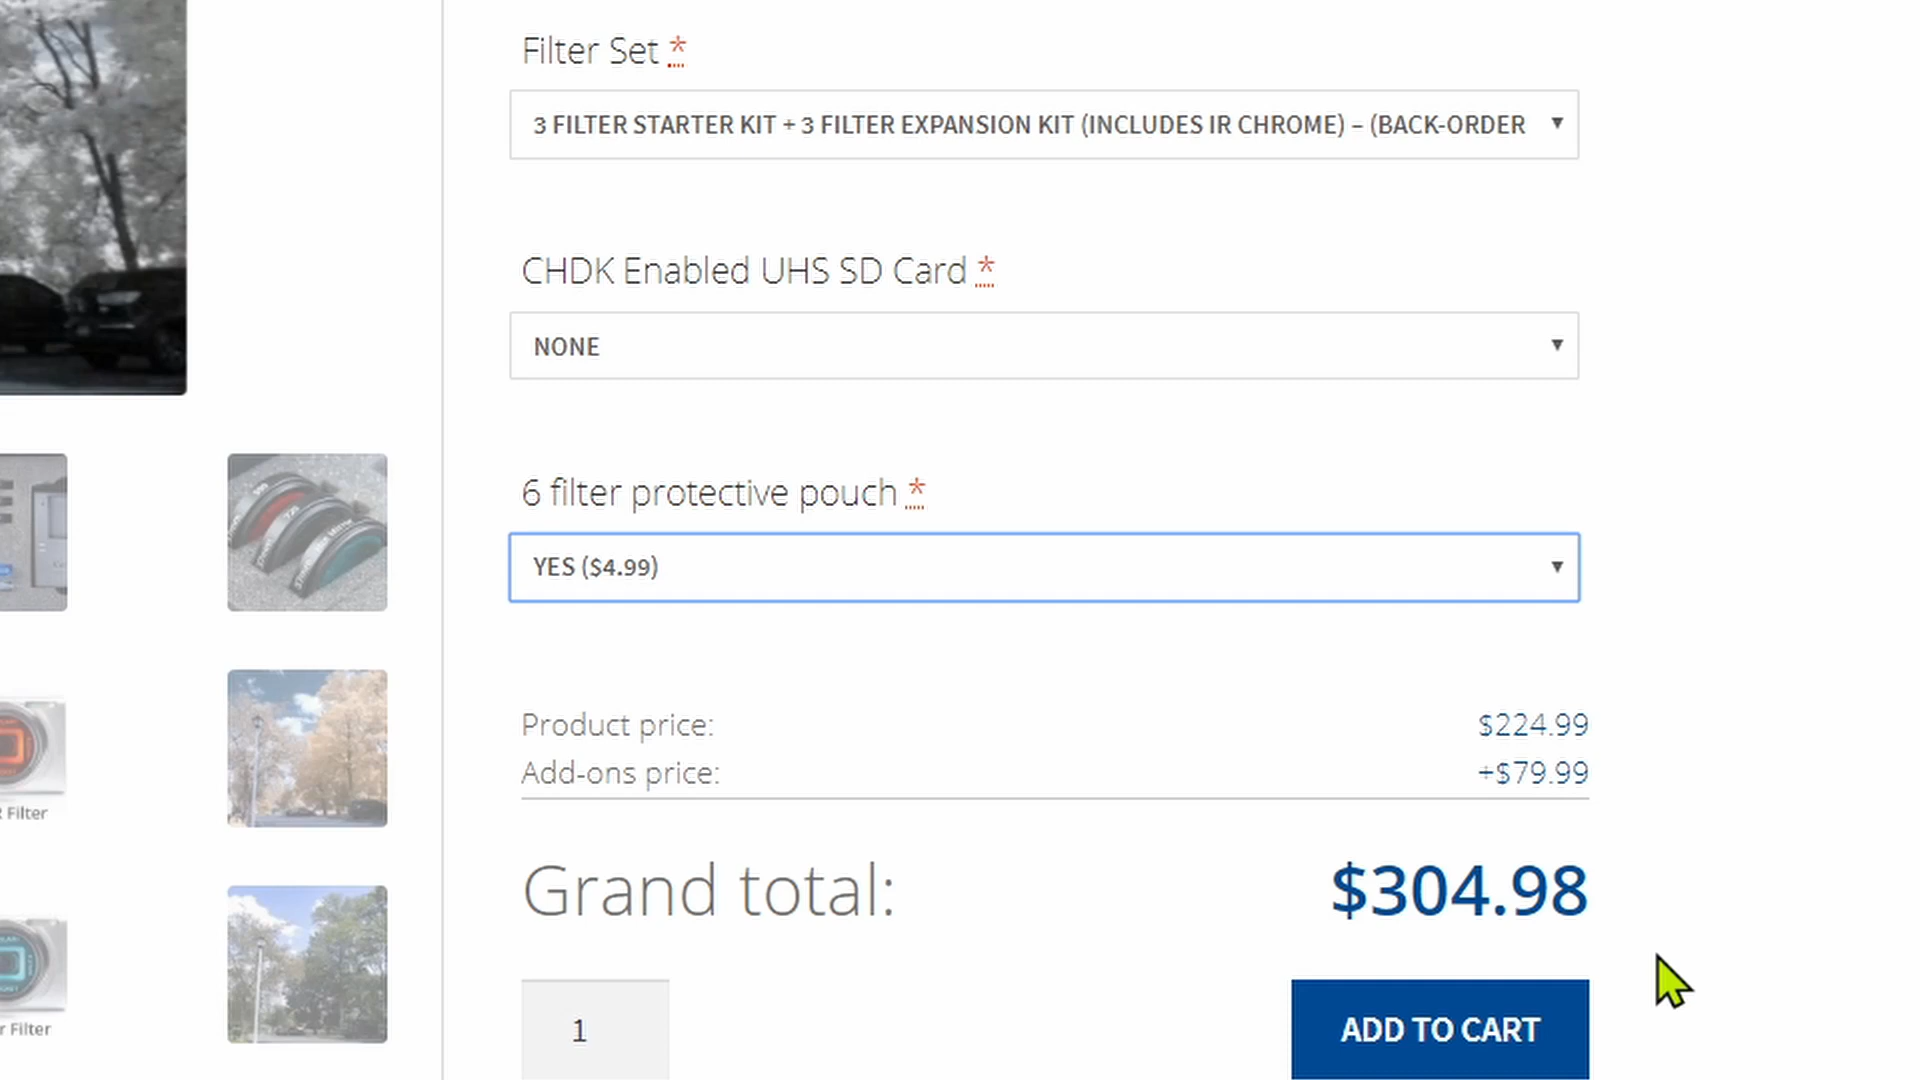 Filter Set *
3 FILTER STARTER KIT + 3 FILTER EXPANSION KIT (INCLUDES IR CHROME) – (BACK-ORDER
CHDK Enabled UHS SD Card *
NONE
6 filter protective pouch *
YES ($4.99)
Product price: $224.99
Add-ons price: +$79.99
Filter
Grand total: $304.98
Filter
1
ADD TO CART